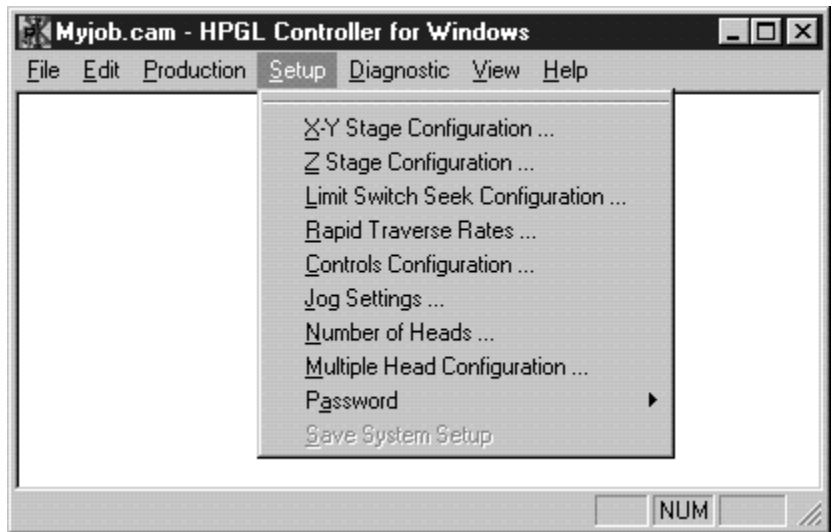 Myjob.cam - HPGL Controller for Windows
File Edit Production Setup Diagnostic View Help
X-Y Stage Configuration ...
Z Stage Configuration ...
Limit Switch Seek Configuration ...
Rapid Traverse Rates ...
Controls Configuration ...
Jog Settings ...
Number of Heads ...
Multiple Head Configuration ...
Password
Save System Setup
NUM